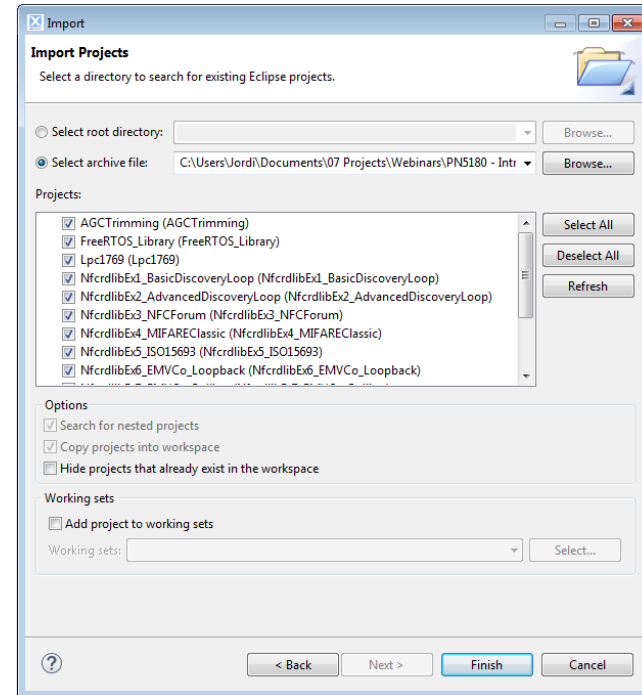 Import
Import Projects
Select a directory to search for existing Eclipse projects.
Select root directory:
Browse...
Select archive file:
C:\Users\Jordi\Documents\07 Projects\Webinars\PN5180 - Intr
Browse...
Projects:
AGCTrimming (AGCTrimming)
Select All
FreeRTOS_Library (FreeRTOS_Library)
Lpc1769 (Lpc1769)
Deselect All
NfcrdlibEx1_BasicDiscoveryLoop (NfcrdlibEx1_BasicDiscoveryLoop)
Refresh
NfcrdlibEx2_AdvancedDiscoveryLoop (NfcrdlibEx2_AdvancedDiscoveryLoop)
NfcrdlibEx3_NFCForum (NfcrdlibEx3_NFCForum)
NfcrdlibEx4_MIFAREClassic (NfcrdlibEx4_MIFAREClassic)
NfcrdlibEx5_ISO15693 (NfcrdlibEx5_ISO15693)
NfcrdlibEx6_EMVCo_Loopback (NfcrdlibEx6_EMVCo_Loopback)
Options
Search for nested projects
Copy projects into workspace
Hide projects that already exist in the workspace
Working sets
Add project to working sets
Working sets:
Select...
?
< Back
Next >
Finish
Cancel